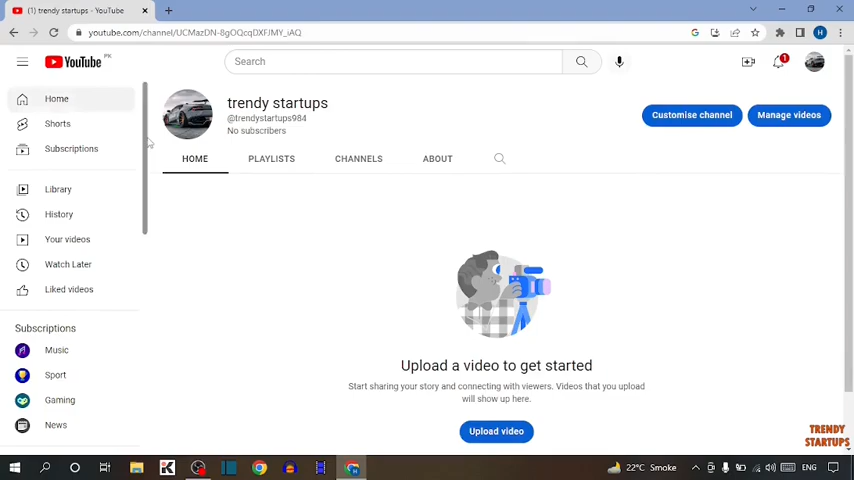 (1) trendy startups - YouTube
youtube.com/channel/UCMazDN-8gOQcqDXFJMY_iAQ
H
YouTube PK
Search
1
Home
Shorts
Subscriptions
Library
History
Your videos
Watch Later
Liked videos
Subscriptions
Music
Sport
Gaming
News
trendy startups
@trendystartups984
No subscribers
Customise channel
Manage videos
HOME
PLAYLISTS
CHANNELS
ABOUT
Upload a video to get started
Start sharing your story and connecting with viewers. Videos that you upload
will show up here.
Upload video
TRENDY
STARTUPS
22°C Smoke
ENG